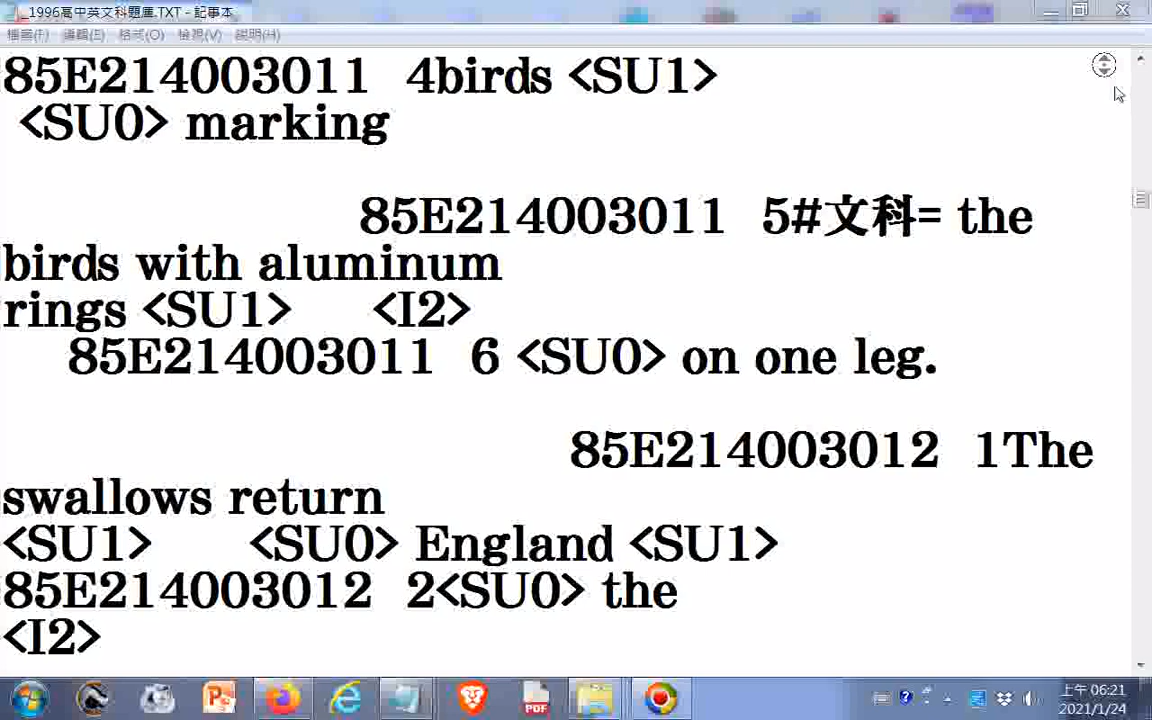 _1996高中英文科題庫.TXT - 記事本
檔案(F) 編輯(E) 格式(O) 檢視(V) 說明(H)
85E214003011 4birds <SU1>
<SU0> marking
85E214003011 5#文科= the
birds with aluminum
rings <SU1> <I2>
85E214003011 6 <SU0> on one leg.
85E214003012 1The
swallows return
<SU1> <SU0> England <SU1>
85E214003012 2<SU0> the
<I2>
PDF
上午 06:21
2021/1/24